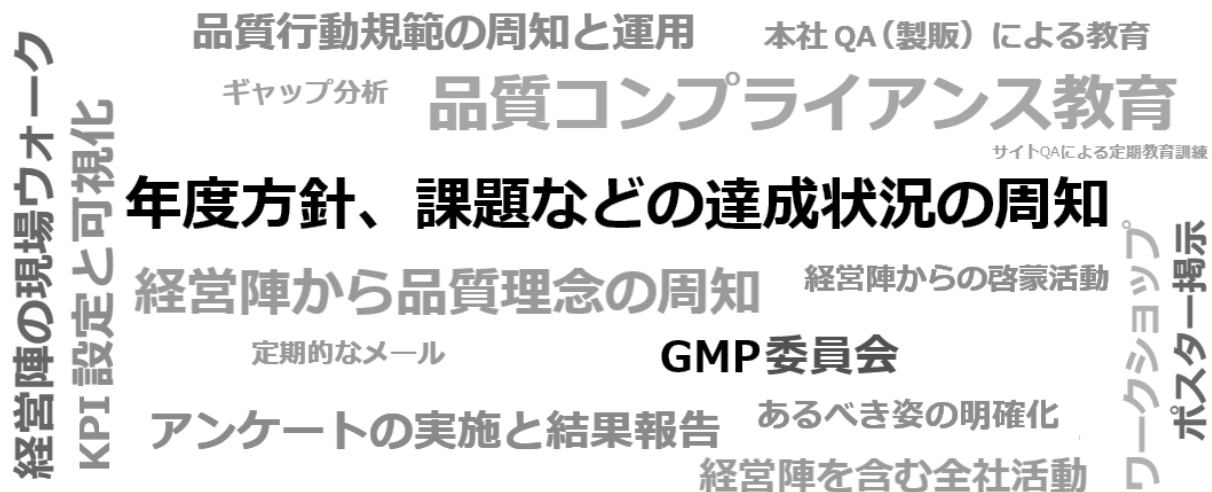 品質行動規範の周知と運用
本社QA(製販)による教育
ギャップ分析
品質コンプライアンス教育
サイトQAによる定期教育訓練
年度方針、課題などの達成状況の周知
経営陣から品質理念の周知
経営陣からの啓蒙活動
定期的なメール
GMP委員会
アンケートの実施と結果報告
あるべき姿の明確化
経営陣を含む全社活動
経営陣の現場ウォーク
KPI設定と可視化
ワークショップ
ポスター掲示